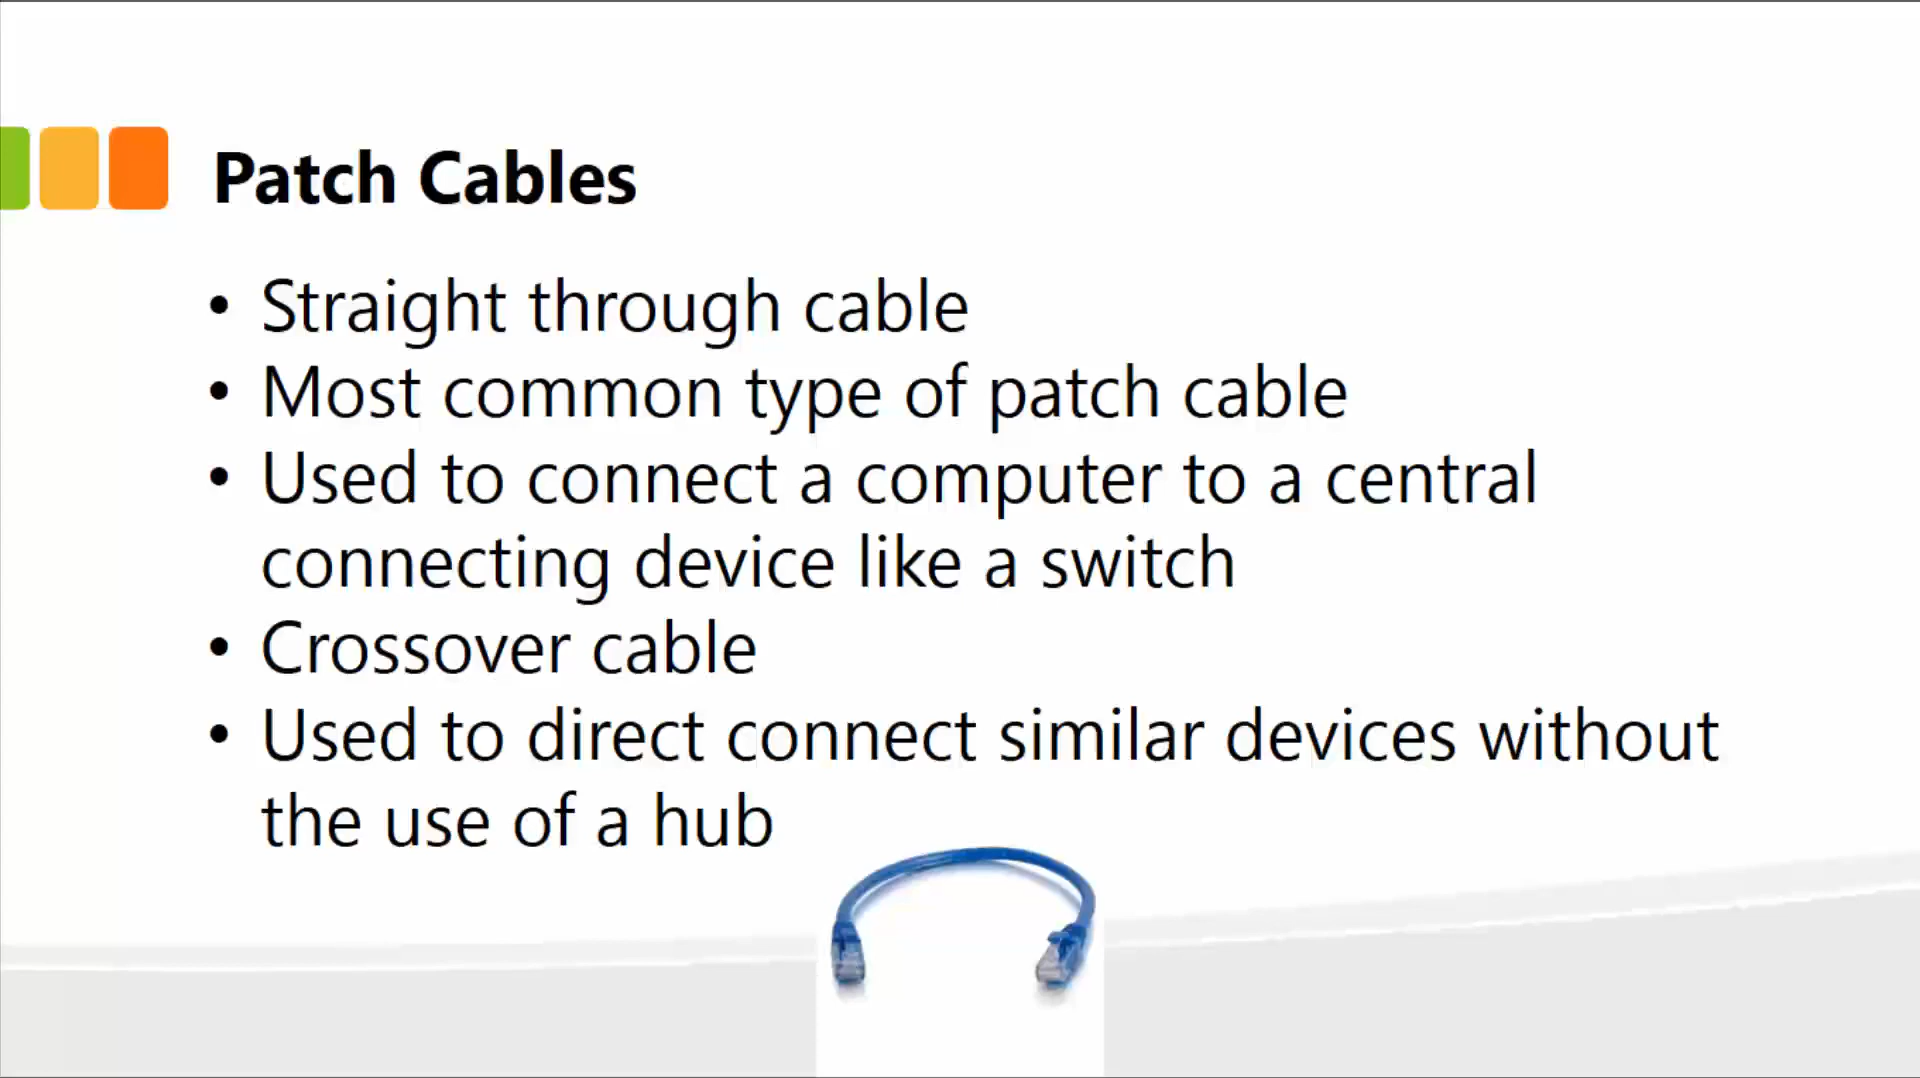 Patch Cables
• Straight through cable
• Most common type of patch cable
• Used to connect a computer to a central
connecting device like a switch
• Crossover cable
• Used to direct connect similar devices without
the use of a hub